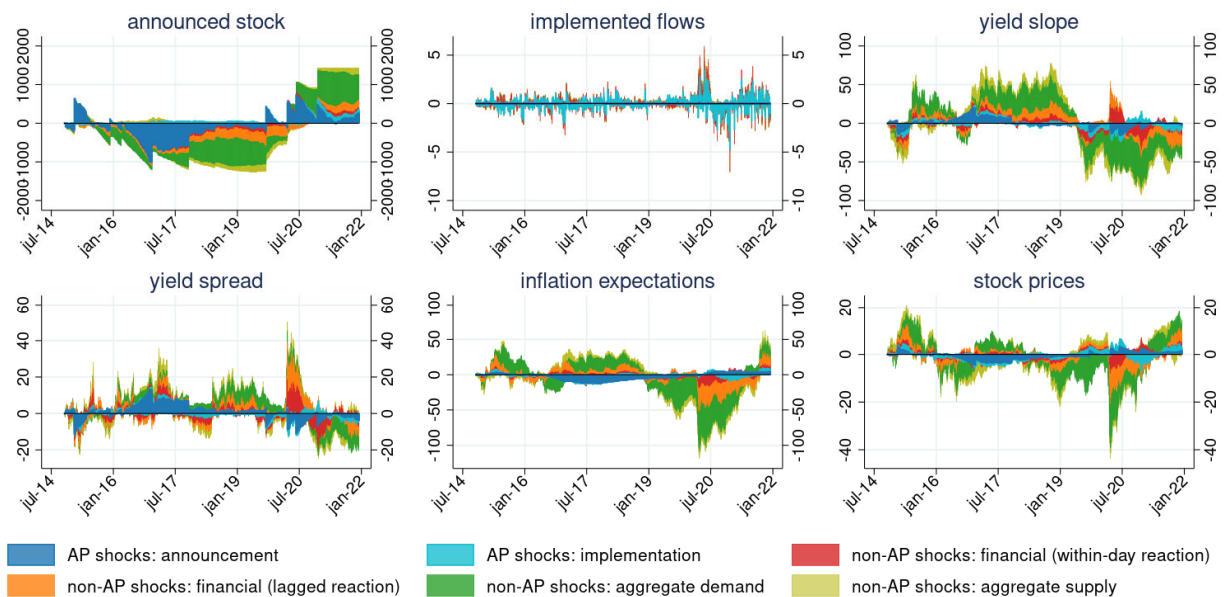 announced stock
-2000 1000 0 1000 2000
-2000 1000 0 1000 2000
jul-14 jan-16 jul-17 jan-19 jul-20 jan-22
implemented flows
-10 -5 0 5
-10 -5 0 5
jul-14 jan-16 jul-17 jan-19 jul-20 jan-22
yield slope
-100 -50 0 50 100
-100 -50 0 50 100
jul-14 jan-16 jul-17 jan-19 jul-20 jan-22
yield spread
-20 0 20 40 60
-20 0 20 40 60
jul-14 jan-16 jul-17 jan-19 jul-20 jan-22
inflation expectations
-100 -50 0 50 100
-100 -50 0 50 100
jul-14 jan-16 jul-17 jan-19 jul-20 jan-22
stock prices
-40 -20 0 20
-40 -20 0 20
jul-14 jan-16 jul-17 jan-19 jul-20 jan-22
AP shocks: announcement
AP shocks: implementation
non-AP shocks: financial (within-day reaction)
non-AP shocks: financial (lagged reaction)
non-AP shocks: aggregate demand
non-AP shocks: aggregate supply